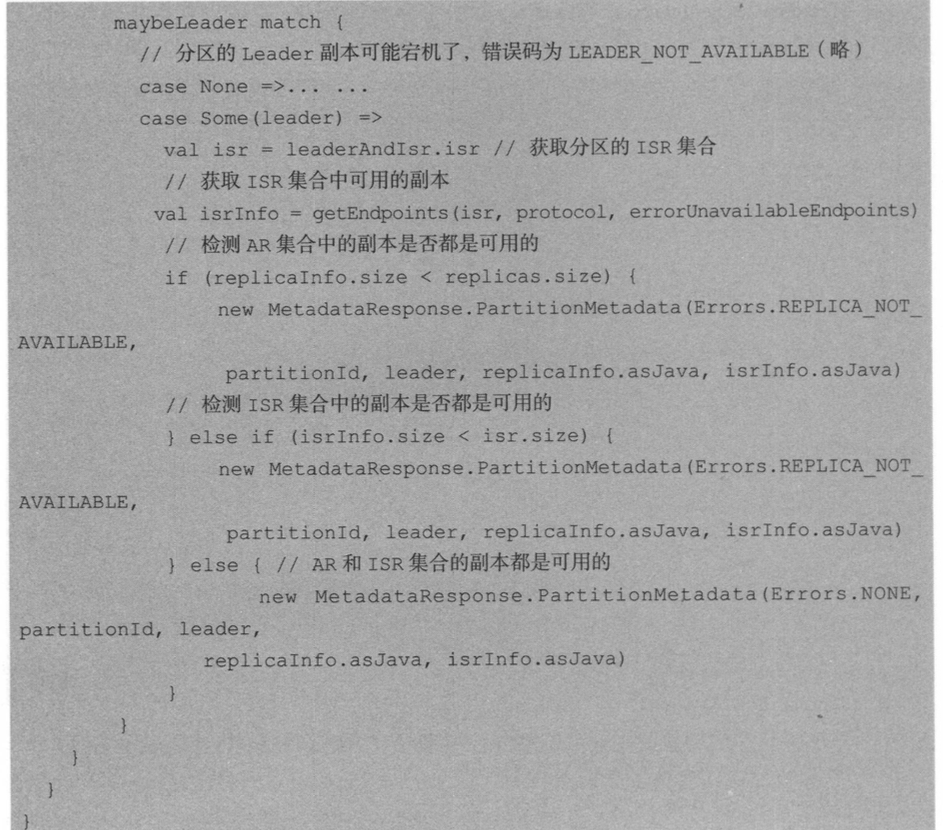 maybeLeader match {
// 分区的 Leader 副本可能宕机了，错误码为 LEADER_NOT_AVAILABLE（略）
case None =>... ...
case Some(leader) =>
val isr = leaderAndIsr.isr // 获取分区的 ISR 集合
// 获取 ISR 集合中可用的副本
val isrInfo = getEndpoints(isr, protocol, errorUnavailableEndpoints)
// 检测 AR 集合中的副本是否都是可用的
if (replicaInfo.size < replicas.size) {
new MetadataResponse.PartitionMetadata(Errors.REPLICA_NOT_
AVAILABLE,
partitionId, leader, replicaInfo.asJava, isrInfo.asJava)
// 检测 ISR 集合中的副本是否都是可用的
} else if (isrInfo.size < isr.size) {
new MetadataResponse.PartitionMetadata(Errors.REPLICA_NOT_
AVAILABLE,
partitionId, leader, replicaInfo.asJava, isrInfo.asJava)
} else { // AR 和 ISR 集合的副本都是可用的
new MetadataResponse.PartitionMetadata(Errors.NONE,
partitionId, leader,
replicaInfo.asJava, isrInfo.asJava)
}
}
}
}
}